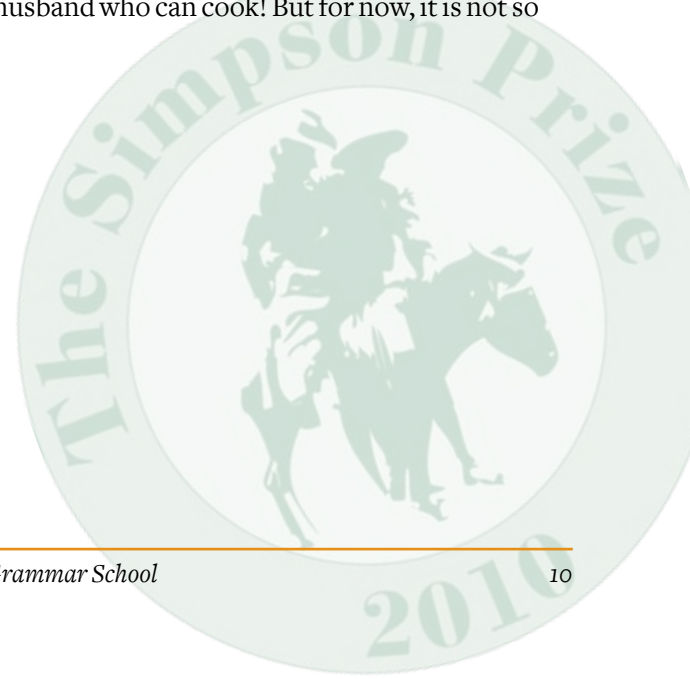 husband who can cook! But for now, it is not so
The Simpson Prize
Grammar School 10
2010